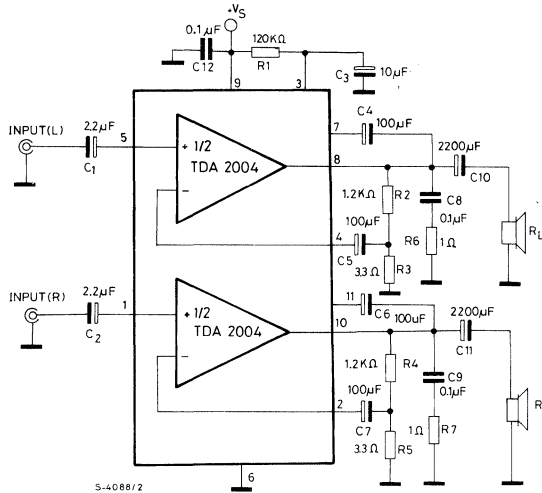 +VS
0.1µF
C12
120KΩ
R1
C3
10µF
9
3
INPUT(L)
2.2µF
C1
5
+ 1/2
TDA 2004
−
7
C4
100µF
8
2200µF
C10
1.2KΩ
R2
C8
0.1µF
100µF
4
C5
R6
1Ω
3.3Ω
R3
RL
INPUT(R)
2.2µF
C2
1
+ 1/2
TDA 2004
−
11
C6
100uF
10
2200µF
C11
1.2KΩ
R4
C9
0.1µF
100µF
2
C7
1Ω
R7
3.3Ω
R5
R
6
S-4088/2